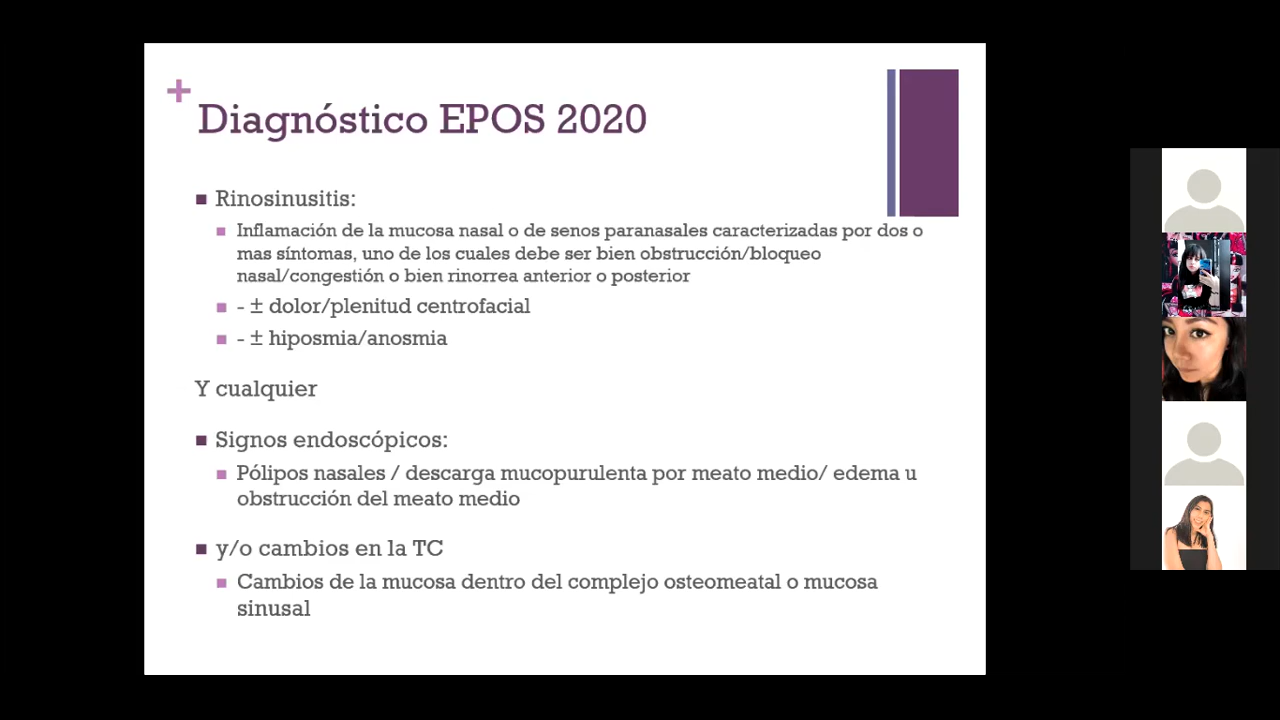 +
Diagnóstico EPOS 2020
Rinosinusitis:
Inflamación de la mucosa nasal o de senos paranasales caracterizadas por dos o
mas síntomas, uno de los cuales debe ser bien obstrucción/bloqueo
nasal/congestión o bien rinorrea anterior o posterior
- ± dolor/plenitud centrofacial
- ± hiposmia/anosmia
Y cualquier
Signos endoscópicos:
Pólipos nasales / descarga mucopurulenta por meato medio/ edema u
obstrucción del meato medio
y/o cambios en la TC
Cambios de la mucosa dentro del complejo osteomeatal o mucosa
sinusal